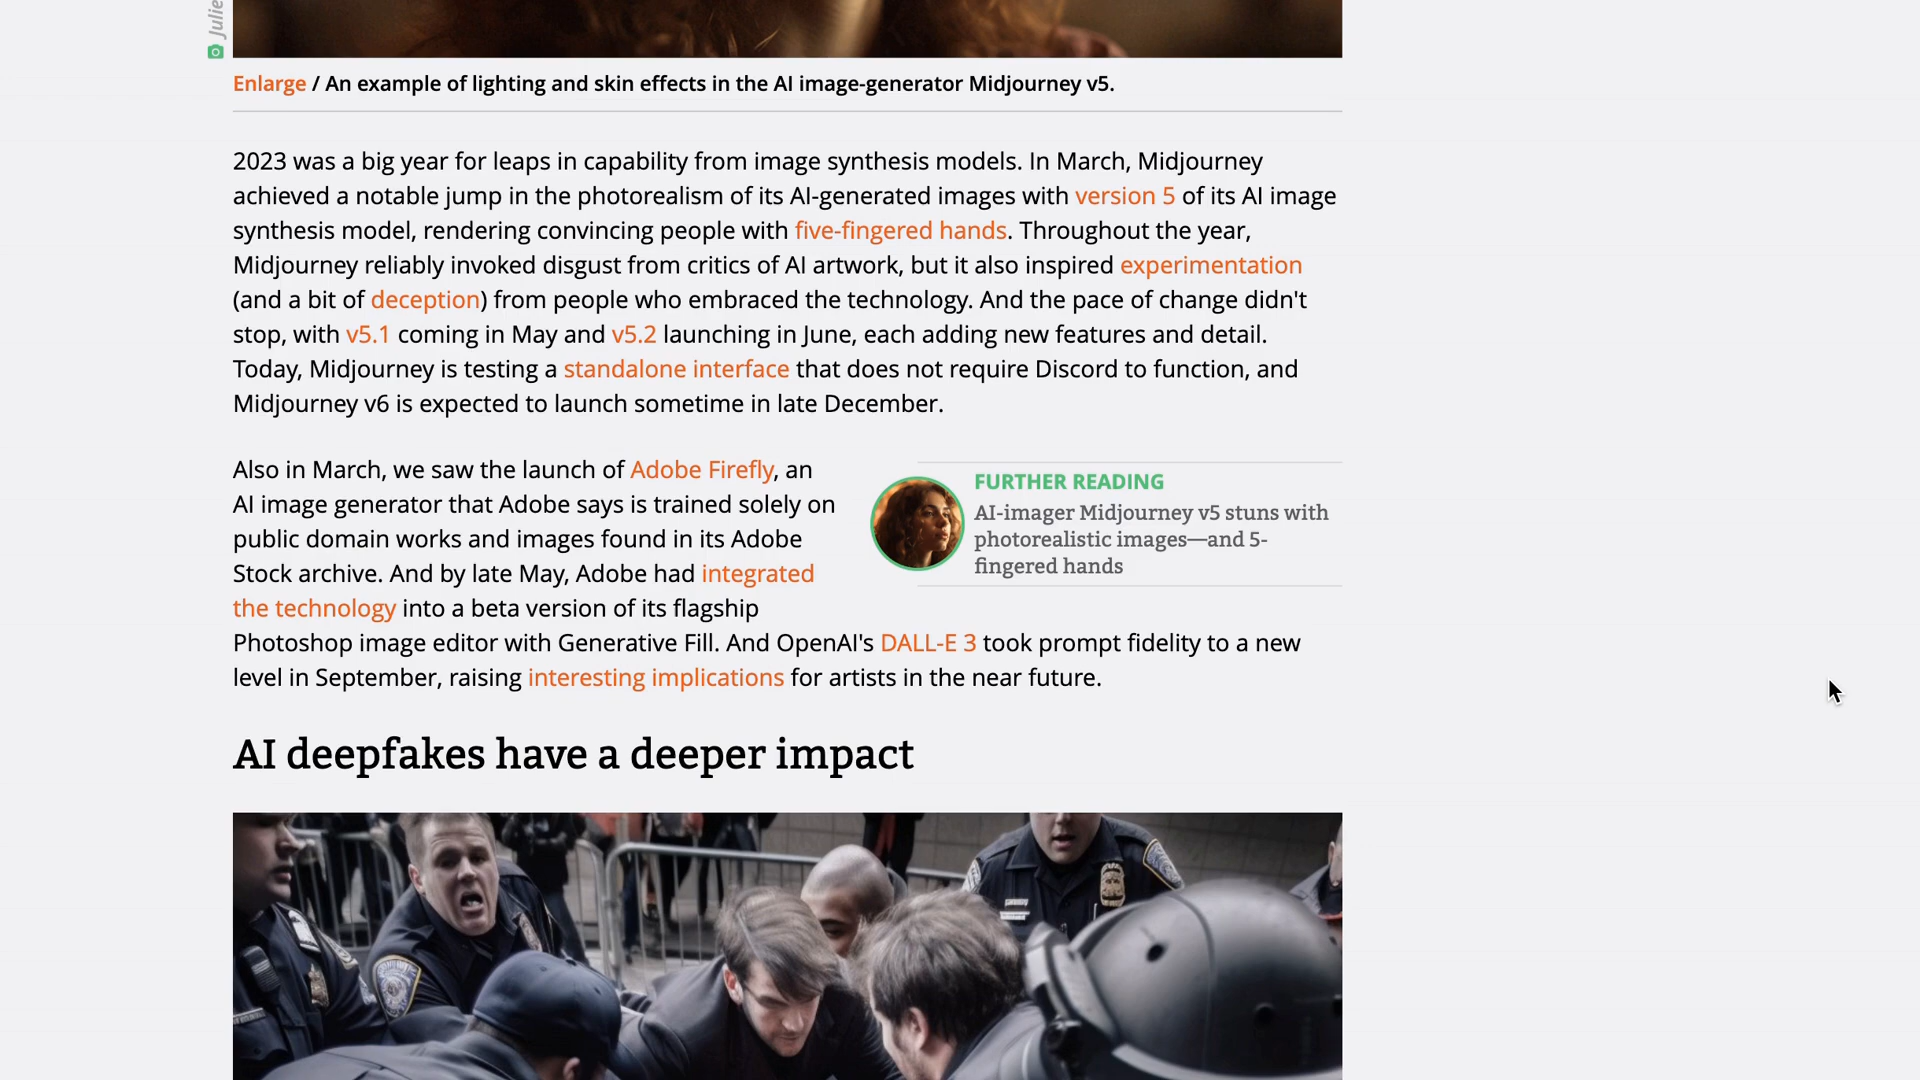 Julie
Enlarge / An example of lighting and skin effects in the AI image-generator Midjourney v5.
2023 was a big year for leaps in capability from image synthesis models. In March, Midjourney
achieved a notable jump in the photorealism of its AI-generated images with version 5 of its AI image
synthesis model, rendering convincing people with five-fingered hands. Throughout the year,
Midjourney reliably invoked disgust from critics of AI artwork, but it also inspired experimentation
(and a bit of deception) from people who embraced the technology. And the pace of change didn't
stop, with v5.1 coming in May and v5.2 launching in June, each adding new features and detail.
Today, Midjourney is testing a standalone interface that does not require Discord to function, and
Midjourney v6 is expected to launch sometime in late December.
Also in March, we saw the launch of Adobe Firefly, an
AI image generator that Adobe says is trained solely on
public domain works and images found in its Adobe
Stock archive. And by late May, Adobe had integrated
the technology into a beta version of its flagship
Photoshop image editor with Generative Fill. And OpenAI's DALL-E 3 took prompt fidelity to a new
level in September, raising interesting implications for artists in the near future.
FURTHER READING
AI-imager Midjourney v5 stuns with
photorealistic images—and 5-
fingered hands
AI deepfakes have a deeper impact